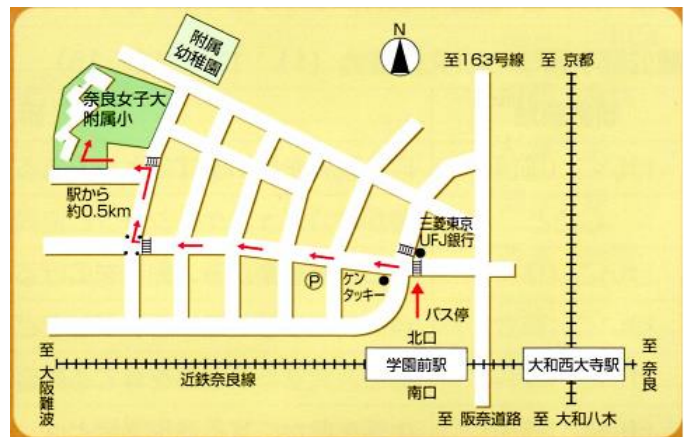 附属
幼稚園
N
至163号線
至 京都
奈良女子大
附属小
駅から
約0.5km
三菱東京
UFJ銀行
P
ケン
タッキー
バス停
北口
至 大阪難波
近鉄奈良線
学園前駅
大和西大寺駅
至 奈良
南口
至 阪奈道路
至 大和八木